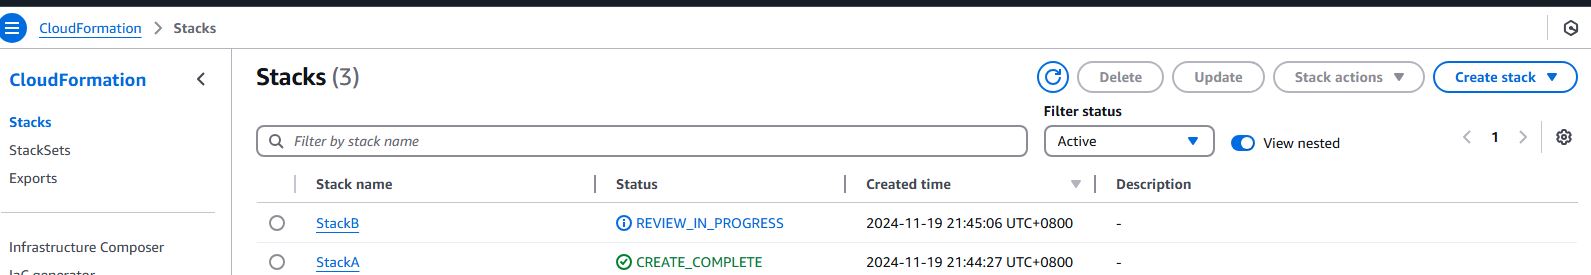 CloudFormation > Stacks
CloudFormation
Stacks
StackSets
Exports
Infrastructure Composer
IaC generator
Stacks (3)
Delete
Update
Stack actions
Create stack
Filter status
Filter by stack name
Active
View nested
1
Stack name Status Created time Description
StackB REVIEW_IN_PROGRESS 2024-11-19 21:45:06 UTC+0800 -
StackA CREATE_COMPLETE 2024-11-19 21:44:27 UTC+0800 -